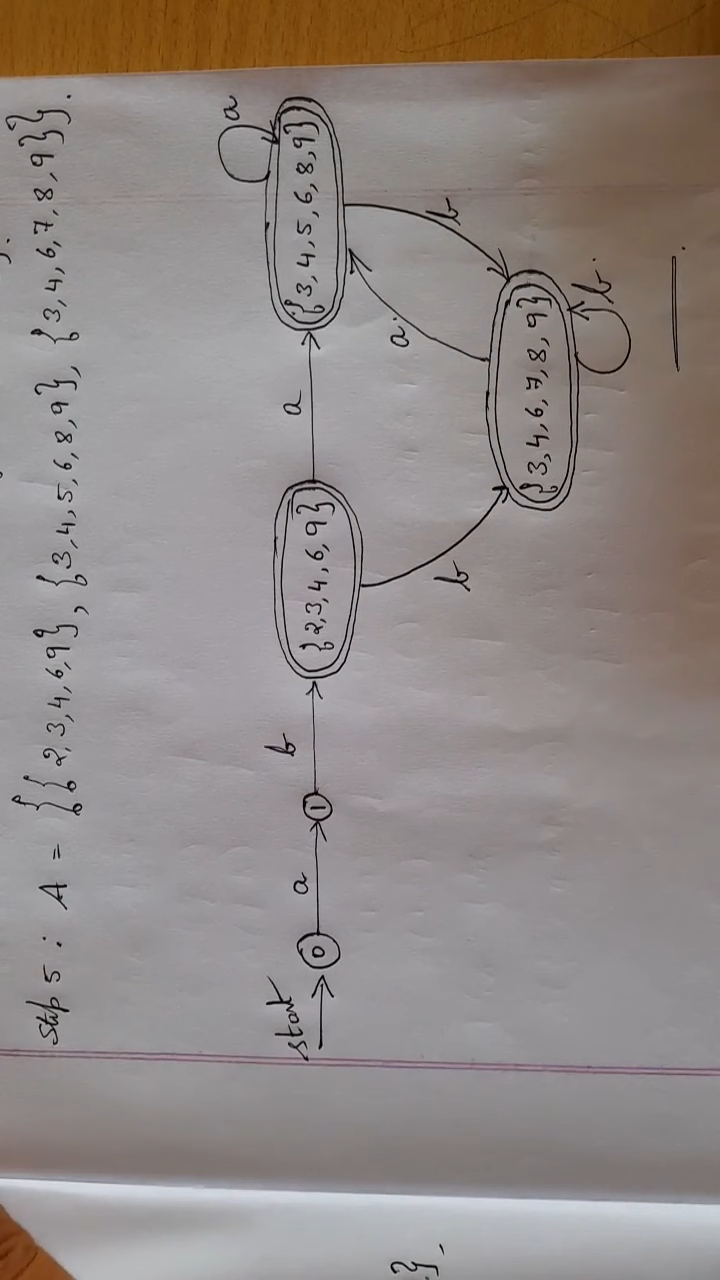 Step 5 : A = {{2,3,4,6,9}, {3,4,5,6,8,9}, {3,4,6,7,8,9}}.
a
{3,4,5,6,8,9}
start
0
a
1
b
{2,3,4,6,9}
a
b
a.
b
{3,4,6,7,8,9}
b.
}.